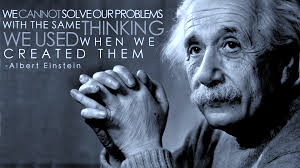 WE CANNOT SOLVE OUR PROBLEMS
WITH THE SAME THINKING
WE USED WHEN WE
CREATED THEM
-Albert Einstein